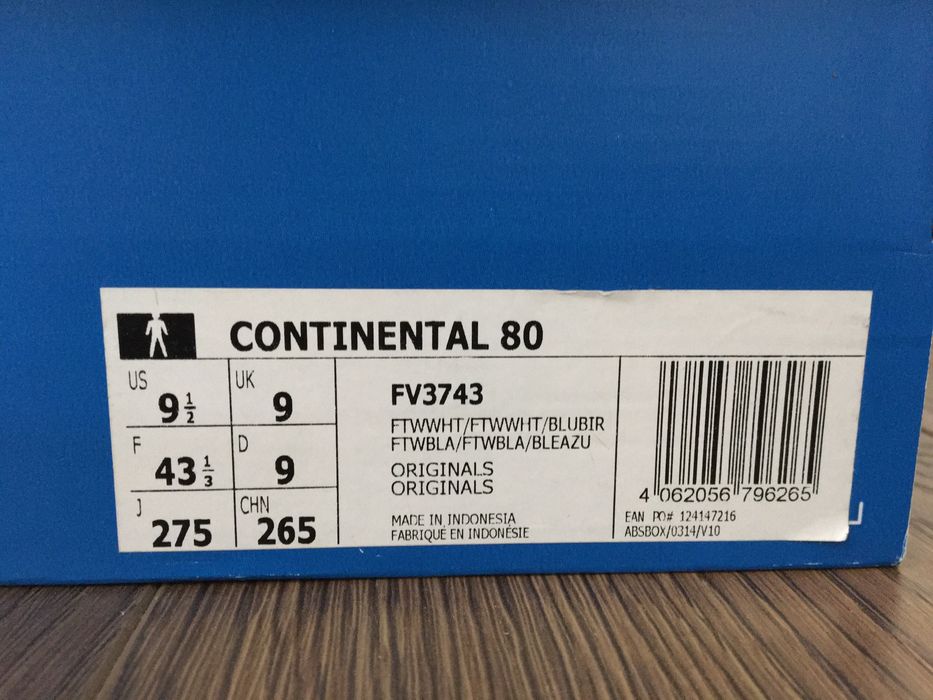 CONTINENTAL 80
US 9 1/2
UK 9
F 43 1/3
D 9
J 275
CHN 265
FV3743
FTWWHT/FTWWHT/BLUBIR
FTWBLA/FTWBLA/BLEAZU
ORIGINALS
ORIGINALS
MADE IN INDONESIA
FABRIQUÉ EN INDONÉSIE
4 062056 796265
EAN PO# 124147216
ABSBOX/0314/V10